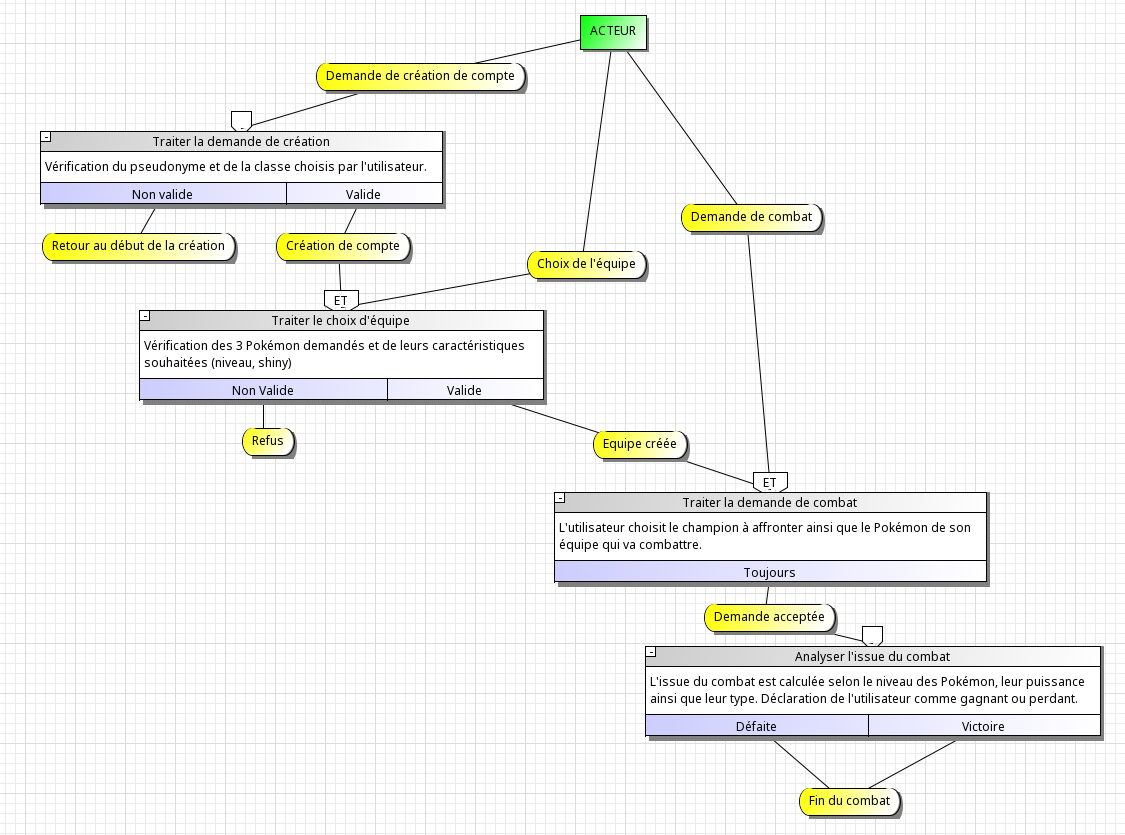 ACTEUR
Demande de création de compte
-
Traiter la demande de création
Vérification du pseudonyme et de la classe choisis par l'utilisateur.
Non valide
Valide
Demande de combat
Retour au début de la création
Création de compte
Choix de l'équipe
ET
-
Traiter le choix d'équipe
Vérification des 3 Pokémon demandés et de leurs caractéristiques
souhaitées (niveau, shiny)
Non Valide
Valide
Refus
Equipe créée
ET
-
Traiter la demande de combat
L'utilisateur choisit le champion à affronter ainsi que le Pokémon de son
équipe qui va combattre.
Toujours
Demande acceptée
-
Analyser l'issue du combat
L'issue du combat est calculée selon le niveau des Pokémon, leur puissance
ainsi que leur type. Déclaration de l'utilisateur comme gagnant ou perdant.
Défaite
Victoire
Fin du combat